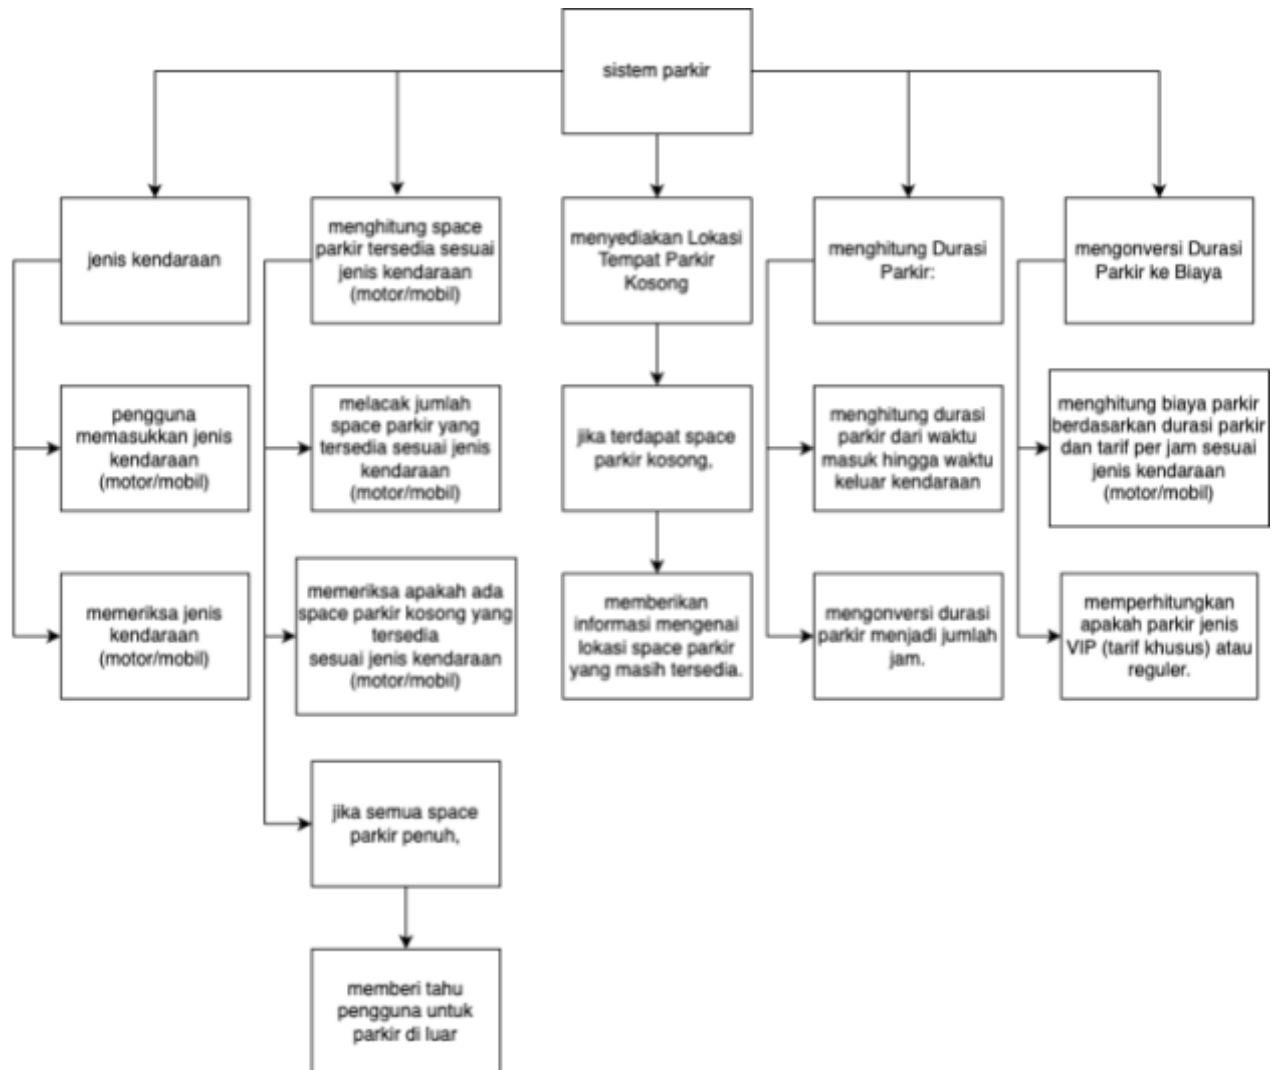 sistem parkir
jenis kendaraan
menghitung space
parkir tersedia sesuai
jenis kendaraan
(motor/mobil)
menyediakan Lokasi
Tempat Parkir
Kosong
menghitung Durasi
Parkir:
mengonversi Durasi
Parkir ke Biaya
pengguna
memasukkan jenis
kendaraan
(motor/mobil)
melacak jumlah
space parkir yang
tersedia sesuai jenis
kendaraan
(motor/mobil)
jika terdapat space
parkir kosong,
menghitung durasi
parkir dari waktu
masuk hingga waktu
keluar kendaraan
menghitung biaya parkir
berdasarkan durasi parkir
dan tarif per jam sesuai
jenis kendaraan
(motor/mobil)
memeriksa jenis
kendaraan
(motor/mobil)
memeriksa apakah ada
space parkir kosong yang
tersedia
sesuai jenis kendaraan
(motor/mobil)
memberikan
informasi mengenai
lokasi space parkir
yang masih tersedia.
mengonversi durasi
parkir menjadi jumlah
jam.
memperhitungkan
apakah parkir jenis
VIP (tarif khusus) atau
reguler.
jika semua space
parkir penuh,
memberi tahu
pengguna untuk
parkir di luar